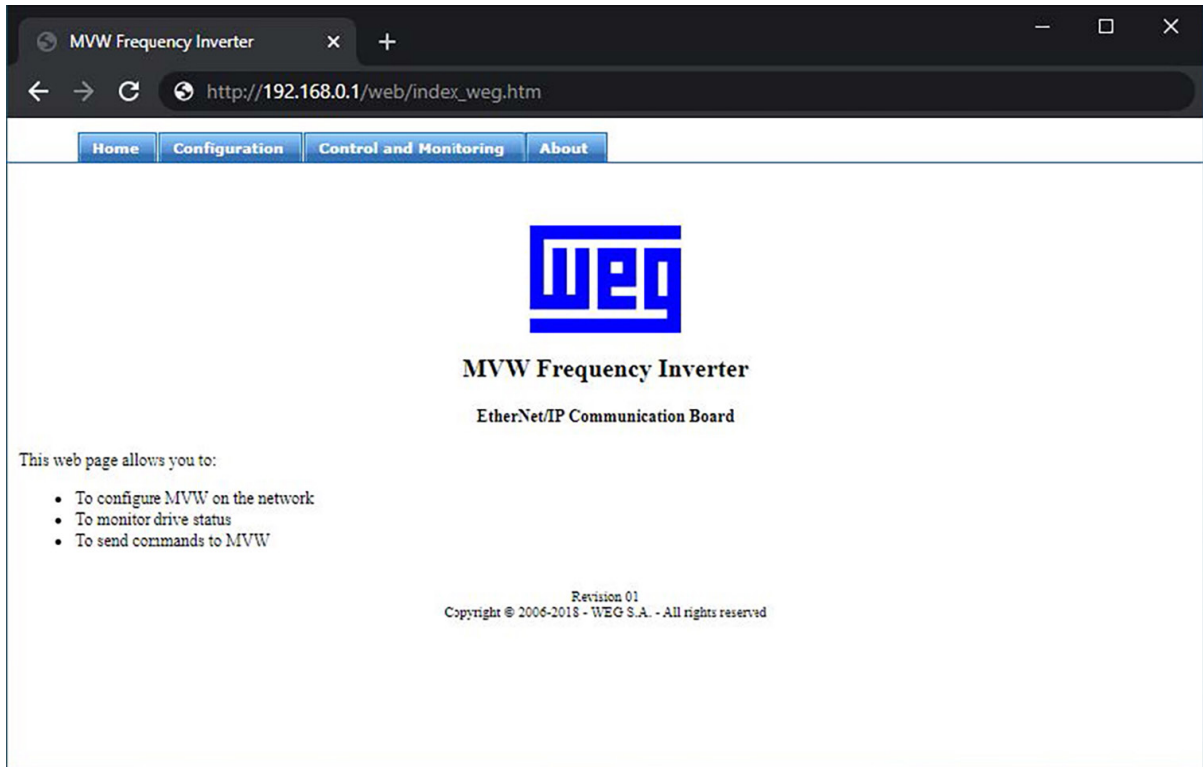 MVW Frequency Inverter
http://192.168.0.1/web/index_weg.htm
Home Configuration Control and Monitoring About
weg
MVW Frequency Inverter
EtherNet/IP Communication Board
This web page allows you to:
• To configure MVW on the network
• To monitor drive status
• To send commands to MVW
Revision 01
Copyright © 2006-2018 - WEG S.A. - All rights reserved